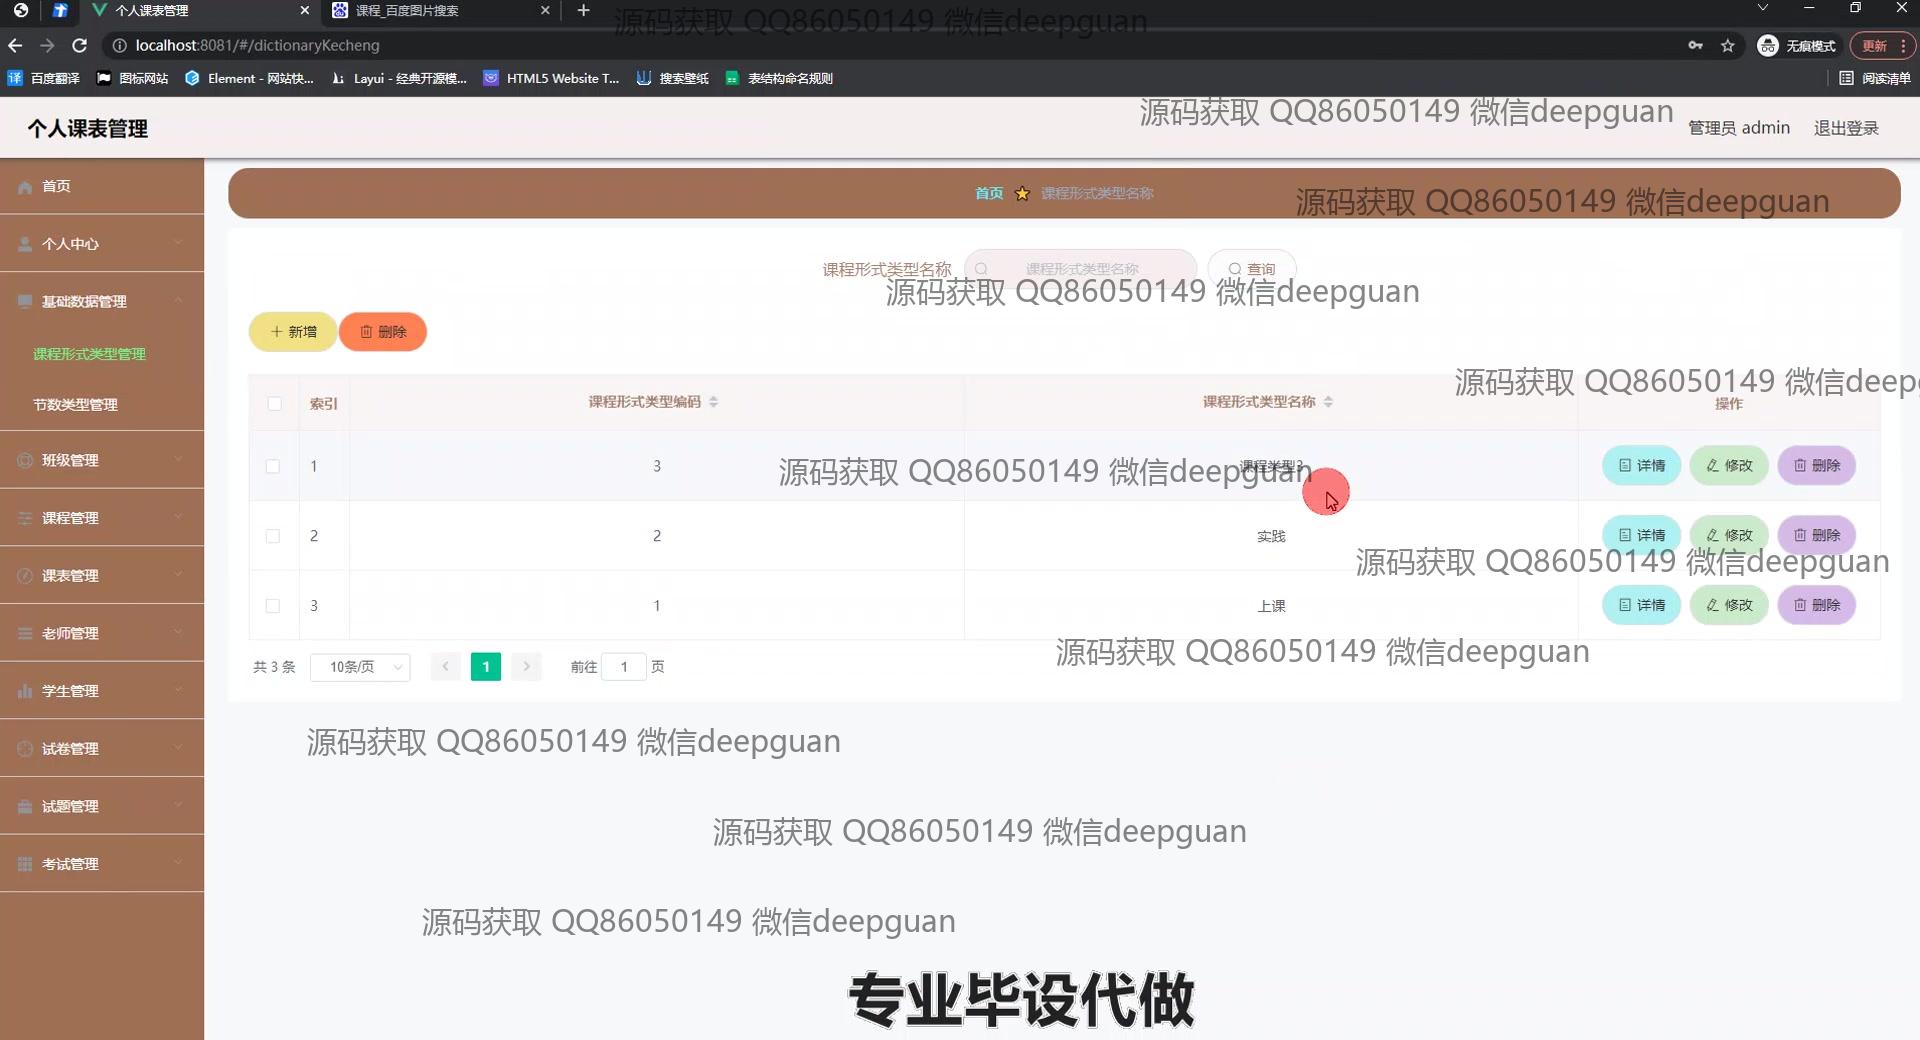 个人课表管理
课程_百度图片搜索
源码获取 QQ86050149 微信deepguan
localhost:8081/#/dictionaryKecheng
无痕模式
更新
百度翻译
图标网站
Element - 网站快...
Layui - 经典开源模...
HTML5 Website T...
搜索壁纸
表结构命名规则
阅读清单
个人课表管理
源码获取 QQ86050149 微信deepguan
管理员 admin
退出登录
首页
个人中心
基础数据管理
课程形式类型管理
节数类型管理
班级管理
课程管理
课表管理
老师管理
学生管理
试卷管理
试题管理
考试管理
首页 课程形式类型名称
源码获取 QQ86050149 微信deepguan
课程形式类型名称 课程形式类型名称 查询
源码获取 QQ86050149 微信deepguan
新增 删除
源码获取 QQ86050149 微信deepg
索引 课程形式类型编码 课程形式类型名称 操作
1 3 课程类型3 详情 修改 删除
源码获取 QQ86050149 微信deepguan
2 2 实践 详情 修改 删除
源码获取 QQ86050149 微信deepguan
3 1 上课 详情 修改 删除
源码获取 QQ86050149 微信deepguan
共 3 条 10条/页 1 前往 1 页
源码获取 QQ86050149 微信deepguan
源码获取 QQ86050149 微信deepguan
源码获取 QQ86050149 微信deepguan
专业毕设代做